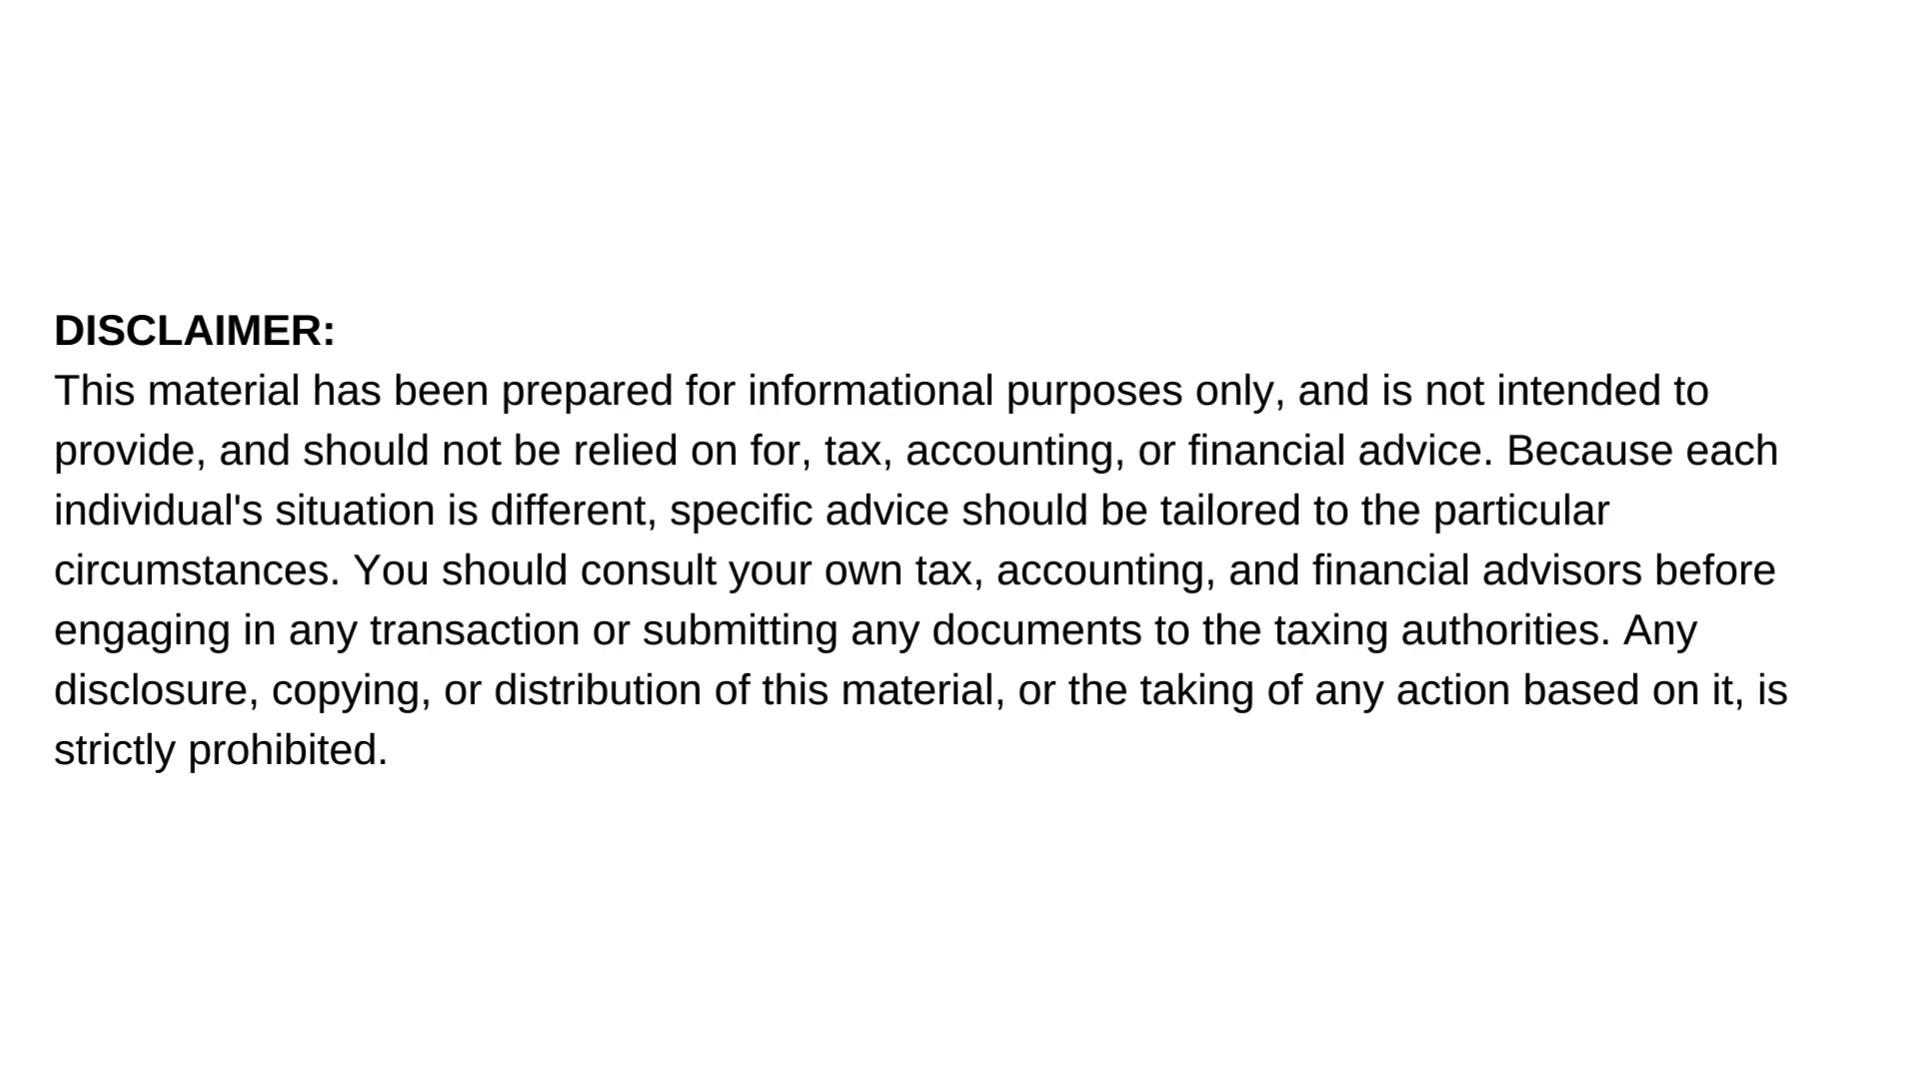 DISCLAIMER:
This material has been prepared for informational purposes only, and is not intended to
provide, and should not be relied on for, tax, accounting, or financial advice. Because each
individual's situation is different, specific advice should be tailored to the particular
circumstances. You should consult your own tax, accounting, and financial advisors before
engaging in any transaction or submitting any documents to the taxing authorities. Any
disclosure, copying, or distribution of this material, or the taking of any action based on it, is
strictly prohibited.